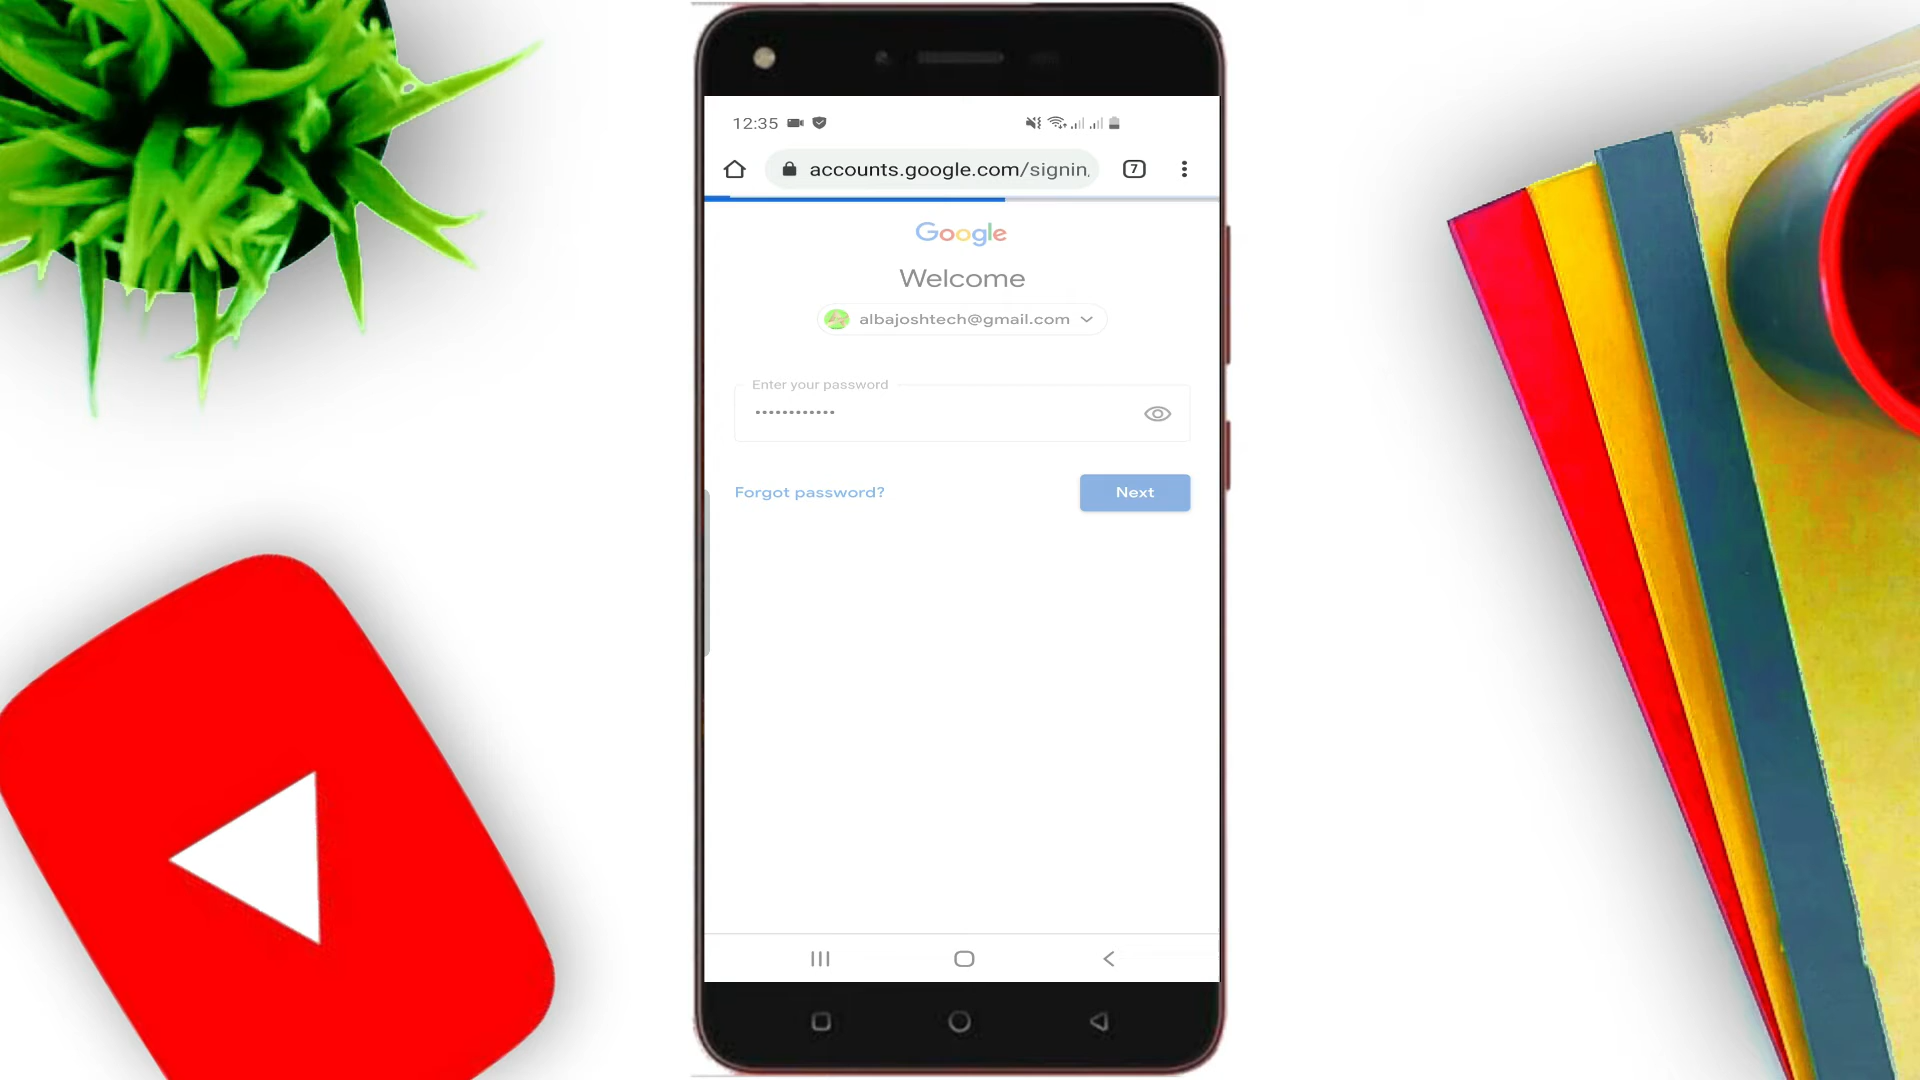 12:35
accounts.google.com/signin.
7
Google
Welcome
albajoshtech@gmail.com
Enter your password
••••••••••••
Forgot password?
Next